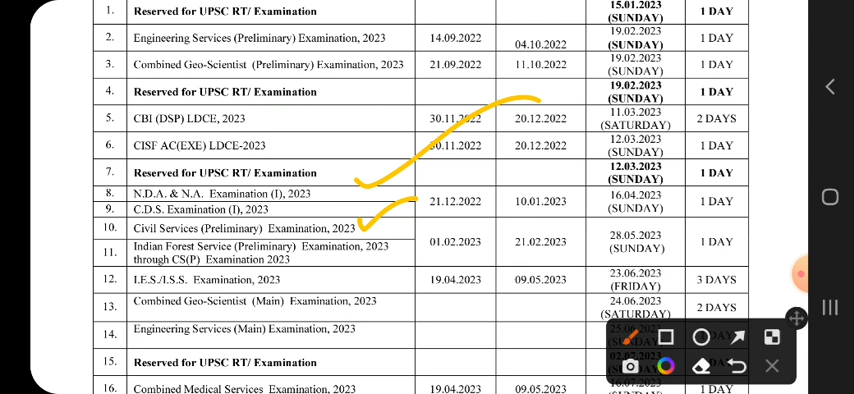 15.01.2023
1. Reserved for UPSC RT/ Examination (SUNDAY) 1 DAY
19.02.2023
2. Engineering Services (Preliminary) Examination, 2023 14.09.2022 04.10.2022 (SUNDAY) 1 DAY
19.02.2023
3. Combined Geo-Scientist (Preliminary) Examination, 2023 21.09.2022 11.10.2022 (SUNDAY) 1 DAY
19.02.2023
4. Reserved for UPSC RT/ Examination (SUNDAY) 1 DAY
11.03.2023
5. CBI (DSP) LDCE, 2023 30.11.2022 20.12.2022 (SATURDAY) 2 DAYS
12.03.2023
6. CISF AC(EXE) LDCE-2023 30.11.2022 20.12.2022 (SUNDAY) 1 DAY
12.03.2023
7. Reserved for UPSC RT/ Examination (SUNDAY) 1 DAY
8. N.D.A. & N.A. Examination (I), 2023 21.12.2022 10.01.2023 16.04.2023 1 DAY
9. C.D.S. Examination (I), 2023 (SUNDAY)
10. Civil Services (Preliminary) Examination, 2023 01.02.2023 21.02.2023 28.05.2023 1 DAY
11. Indian Forest Service (Preliminary) Examination, 2023 (SUNDAY)
through CS(P) Examination 2023
23.06.2023
12. I.E.S./I.S.S. Examination, 2023 19.04.2023 09.05.2023 (FRIDAY) 3 DAYS
24.06.2023
13. Combined Geo-Scientist (Main) Examination, 2023 (SATURDAY) 2 DAYS
14. Engineering Services (Main) Examination, 2023
15. Reserved for UPSC RT/ Examination
16. Combined Medical Services Examination, 2023 19.04.2023 09.05.2023 16.07.2023 1 DAY